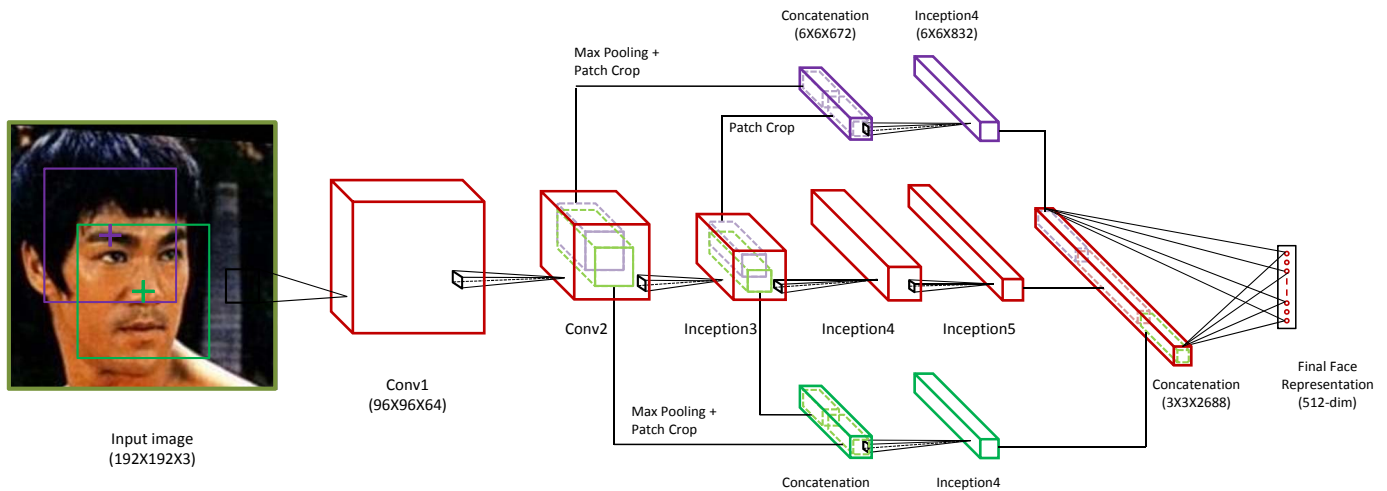 Concatenation
(6X6X672)
Inception4
(6X6X832)
Max Pooling +
Patch Crop
Patch Crop
Conv2
Inception3
Inception4
Inception5
Conv1
(96X96X64)
Input image
(192X192X3)
Max Pooling +
Patch Crop
Concatenation
(3X3X2688)
Final Face
Representation
(512-dim)
Concatenation
Inception4